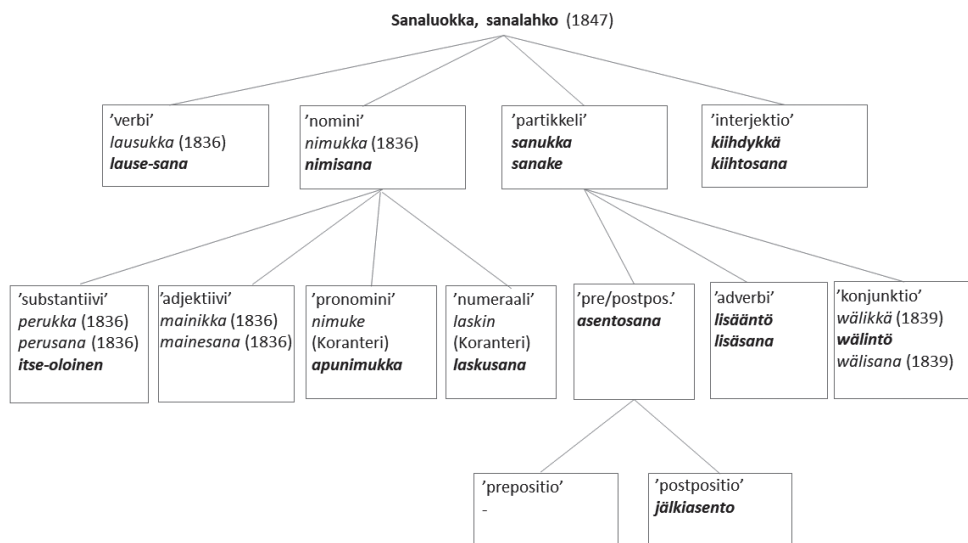 Sanaluokka, sanalahko (1847)
’verbi’
lausukka (1836)
lause-sana
’nomini’
nimukka (1836)
nimisana
’partikkeli’
sanukka
sanake
’interjektio’
kiihdykkä
kiihtosana
’substantiivi’
perukka (1836)
perusana (1836)
itse-oloinen
’adjektiivi’
mainikka (1836)
mainesana (1836)
’pronomini’
nimuke
(Koranteri)
apunimukka
’numeraali’
laskin
(Koranteri)
laskusana
’pre/postpos.’
asentosana
’adverbi’
lisääntö
lisäsana
’konjunktio’
wälikkä (1839)
wälintö
wälisana (1839)
’prepositio’
-
’postpositio’
jälkiasento